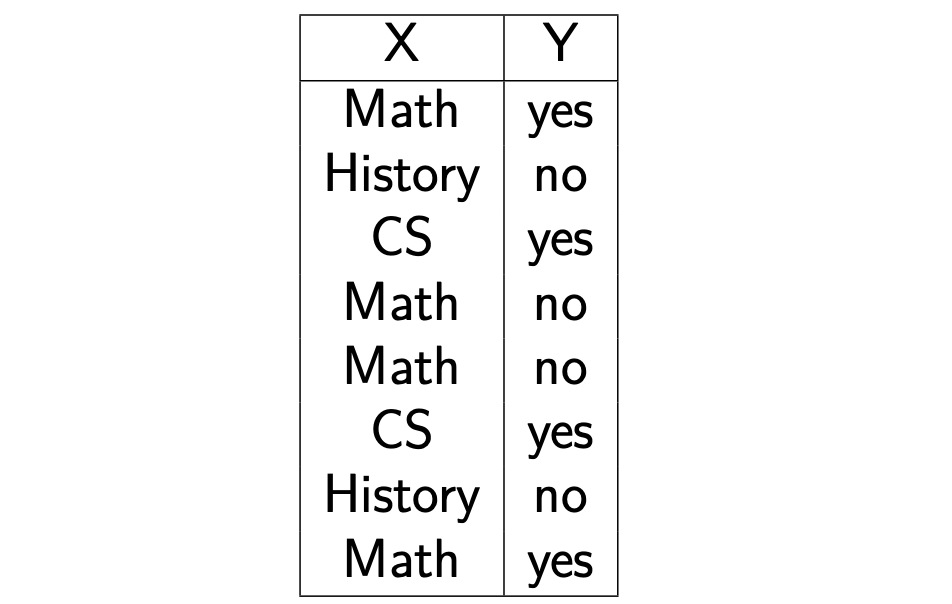 X Y
Math yes
History no
CS yes
Math no
Math no
CS yes
History no
Math yes